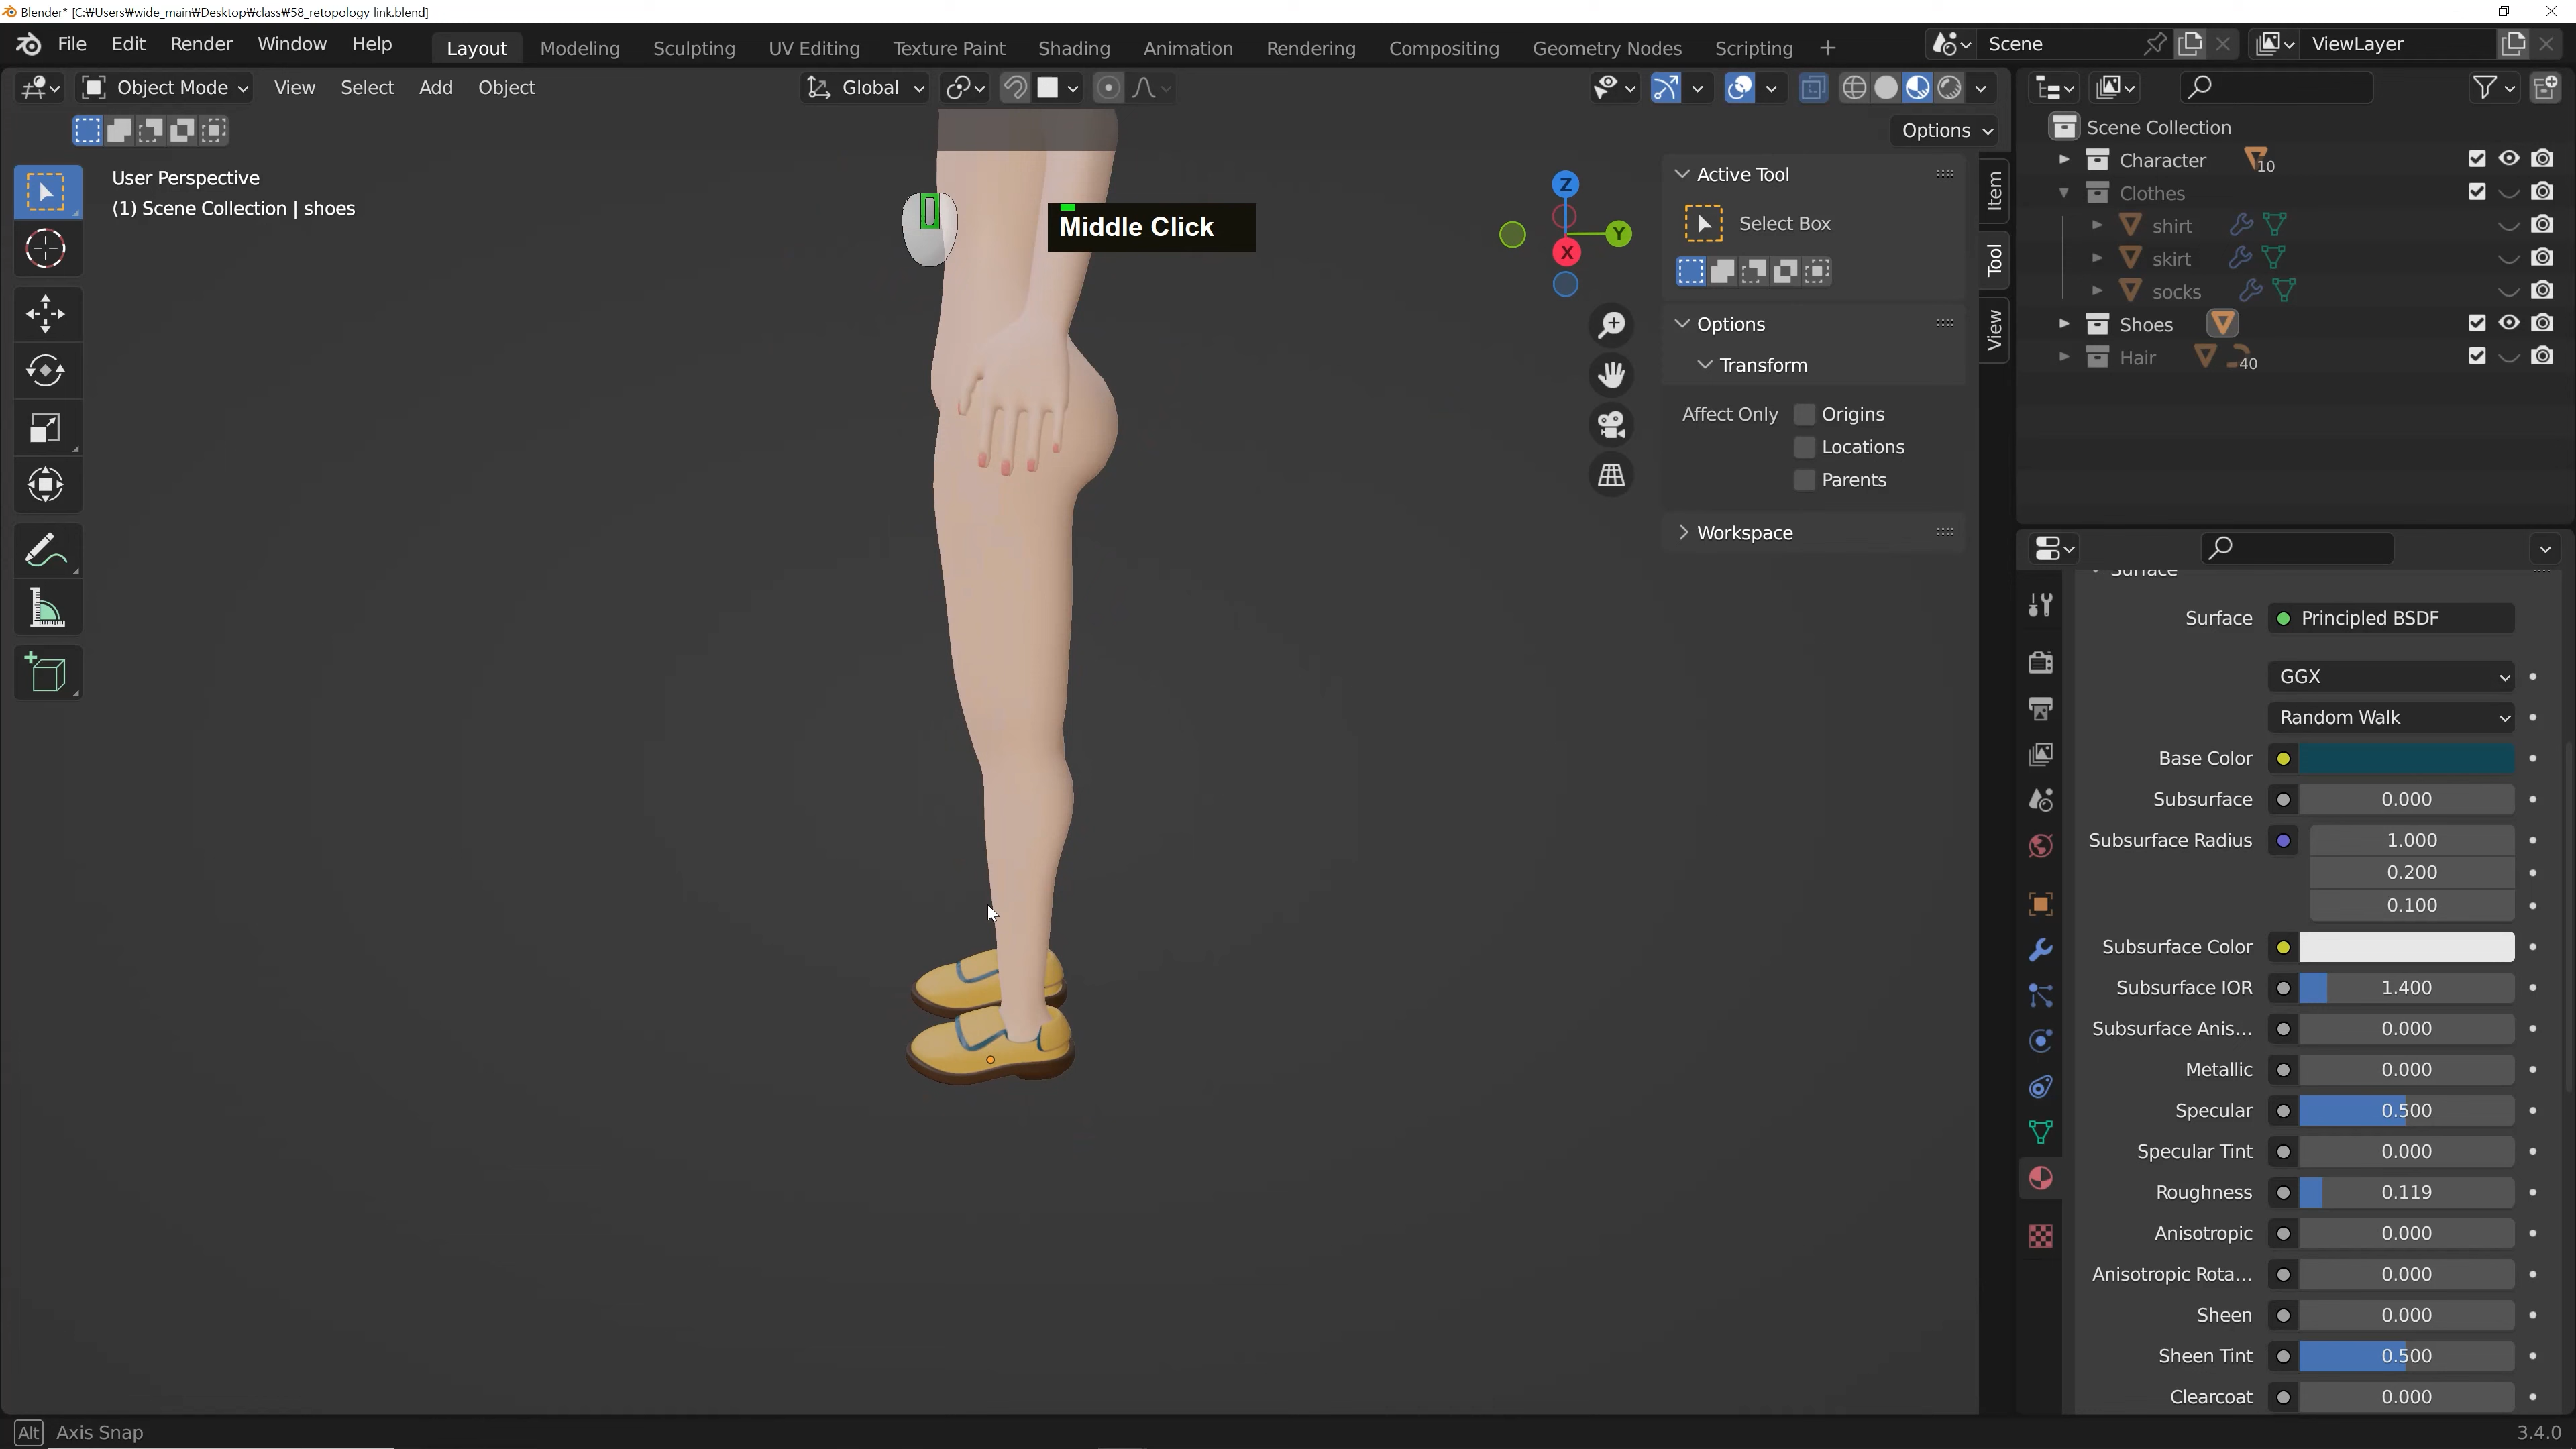 Blender* [C:₩Users₩wide_main₩Desktop₩class₩58_retopology link.blend]
File Edit Render Window Help Layout Modeling Sculpting UV Editing Texture Paint Shading Animation Rendering Compositing Geometry Nodes Scripting + Scene ViewLayer
Object Mode View Select Add Object Global
Options
User Perspective
(1) Scene Collection | shoes
Middle Click
Z
Y
X
Active Tool
Select Box
Options
Transform
Affect Only Origins
Locations
Parents
Workspace
Item
Tool
View
Scene Collection
Character 10
Clothes
shirt
skirt
socks
Shoes
Hair 40
Surface
Surface Principled BSDF
GGX
Random Walk
Base Color
Subsurface 0.000
Subsurface Radius 1.000
0.200
0.100
Subsurface Color
Subsurface IOR 1.400
Subsurface Anis... 0.000
Metallic 0.000
Specular 0.500
Specular Tint 0.000
Roughness 0.119
Anisotropic 0.000
Anisotropic Rota... 0.000
Sheen 0.000
Sheen Tint 0.500
Clearcoat 0.000
Alt Axis Snap
3.4.0